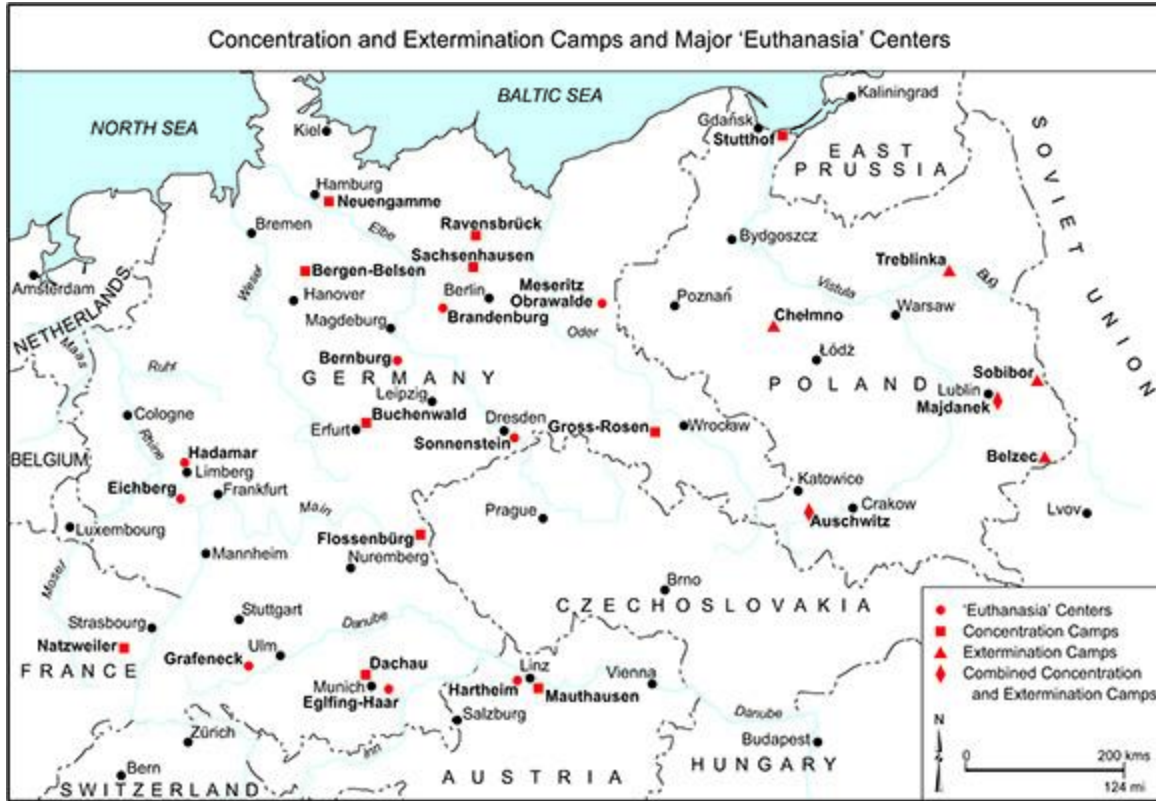 Concentration and Extermination Camps and Major 'Euthanasia' Centers
BALTIC SEA
NORTH SEA
Kaliningrad
Kiel
Gdańsk
Stutthof
EAST
PRUSSIA
SOVIET UNION
Hamburg
Neuengamme
Bremen
Elbe
Ravensbrück
Bydgoszcz
Sachsenhausen
Treblinka
Bug
Amsterdam
Weser
Bergen-Belsen
Hanover
Berlin
Meseritz
Obrawalde
Vistula
Poznań
Warsaw
Brandenburg
Magdeburg
Oder
Chełmno
NETHERLANDS
Maas
Ruhr
Bernburg
GERMANY
Łódź
POLAND
Sobibor
Lublin
Majdanek
Leipzig
Cologne
Buchenwald
Erfurt
Dresden
Sonnenstein
Gross-Rosen
Wrocław
Rhine
BELGIUM
Hadamar
Limberg
Belzec
Eichberg
Frankfurt
Katowice
Main
Prague
Crakow
Auschwitz
Lvov
Luxembourg
Flossenbürg
Mannheim
Nuremberg
Mosel
Brno
CZECHOSLOVAKIA
Stuttgart
Danube
Strasbourg
Natzweiler
Ulm
Grafeneck
FRANCE
Dachau
Munich
Eglfing-Haar
Linz
Hartheim
Mauthausen
Vienna
Salzburg
Danube
Zürich
Inn
Budapest
Bern
SWITZERLAND
?
AUSTRIA
HUNGARY
'Euthanasia' Centers
Concentration Camps
Extermination Camps
Combined Concentration
and Extermination Camps
N
0
200 kms
124 mi